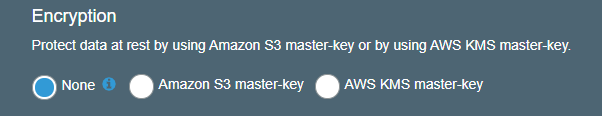 Encryption
Protect data at rest by using Amazon S3 master-key or by using AWS KMS master-key.
None Amazon S3 master-key AWS KMS master-key